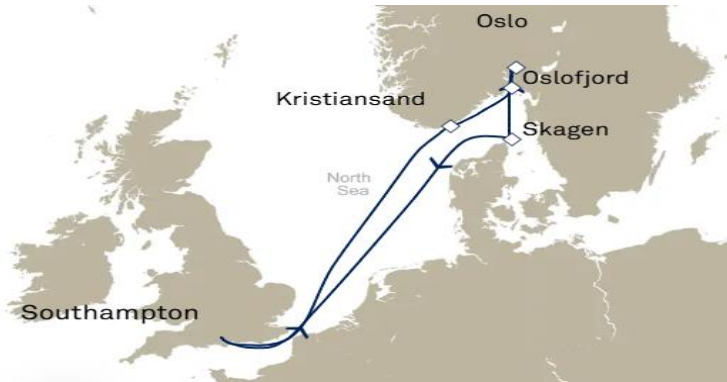 Oslo
Oslofjord
Kristiansand
Skagen
North
Sea
Southampton